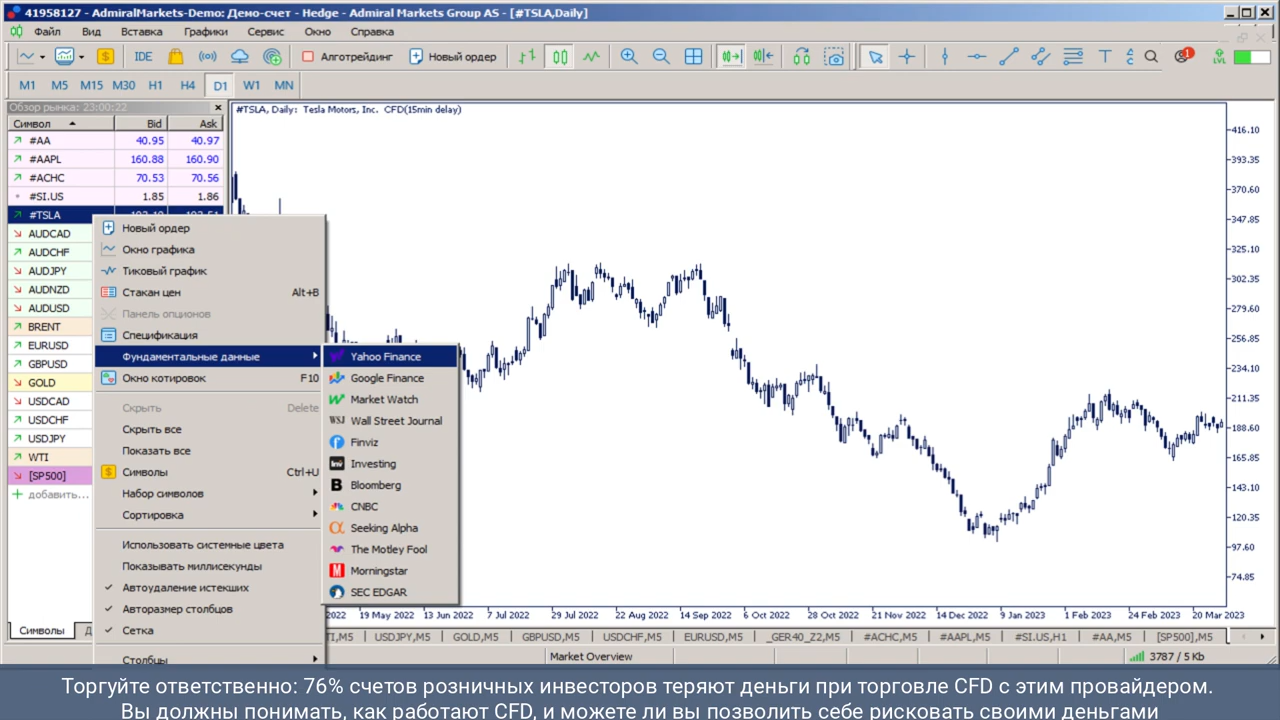 41958127 - AdmiralMarkets-Demo: Демо-счет - Hedge - Admiral Markets Group AS - [#TSLA,Daily]
Файл Вид Вставка Графики Сервис Окно Справка
IDE Алготрейдинг Новый ордер 1 LVL
M1 M5 M15 M30 H1 H4 D1 W1 MN
Обзор рынка: 23:00:22
Символ Bid Ask
#AA 40.95 40.97
#AAPL 160.88 160.90
#ACHC 70.53 70.56
#SI.US 1.85 1.86
#TSLA
AUDCAD
AUDCHF
AUDJPY
AUDNZD
AUDUSD
BRENT
EURUSD
GBPUSD
GOLD
USDCAD
USDCHF
USDJPY
WTI
[SP500]
добавить...
Символы
Новый ордер
Окно графика
Тиковый график
Стакан цен Alt+B
Панель опционов
Спецификация
Фундаментальные данные
Окно котировок F10
Скрыть Delete
Скрыть все
Показать все
Символы Ctrl+U
Набор символов
Сортировка
Использовать системные цвета
Показывать миллисекунды
Автоудаление истекших
Авторазмер столбцов
Сетка
Столбцы
Yahoo Finance
Google Finance
Market Watch
WSJ Wall Street Journal
Finviz
Inv Investing
B Bloomberg
CNBC
Seeking Alpha
The Motley Fool
M Morningstar
SEC EDGAR
#TSLA, Daily: Tesla Motors, Inc. CFD(15min delay)
416.10
393.35
370.60
347.85
325.10
302.35
279.60
256.85
234.10
211.35
188.60
165.85
143.10
120.35
97.60
74.85
2022 19 May 2022 13 Jun 2022 7 Jul 2022 29 Jul 2022 22 Aug 2022 14 Sep 2022 6 Oct 2022 28 Oct 2022 21 Nov 2022 14 Dec 2022 9 Jan 2023 1 Feb 2023 24 Feb 2023 20 Mar 2023
TI,M5 USDJPY,M5 GOLD,M5 GBPUSD,M5 USDCHF,M5 EURUSD,M5 _GER40_Z2,M5 #ACHC,M5 #AAPL,M5 #SI.US,H1 #AA,M5 [SP500],M5
Market Overview 3787 / 5 Kb
Торгуйте ответственно: 76% счетов розничных инвесторов теряют деньги при торговле CFD с этим провайдером.
Вы должны понимать, как работают CFD, и можете ли вы позволить себе рисковать своими деньгами